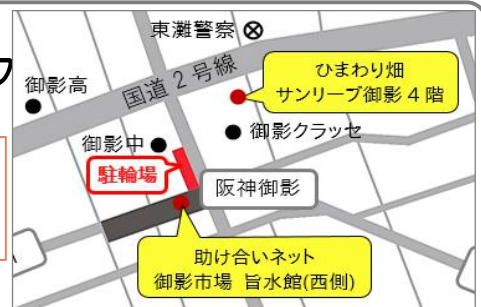 東灘警察
国道2号線
御影高
ひまわり畑
サンリーブ御影4階
御影クラッセ
御影中
駐輪場
阪神御影
助け合いネット
御影市場 旨水館(西側)